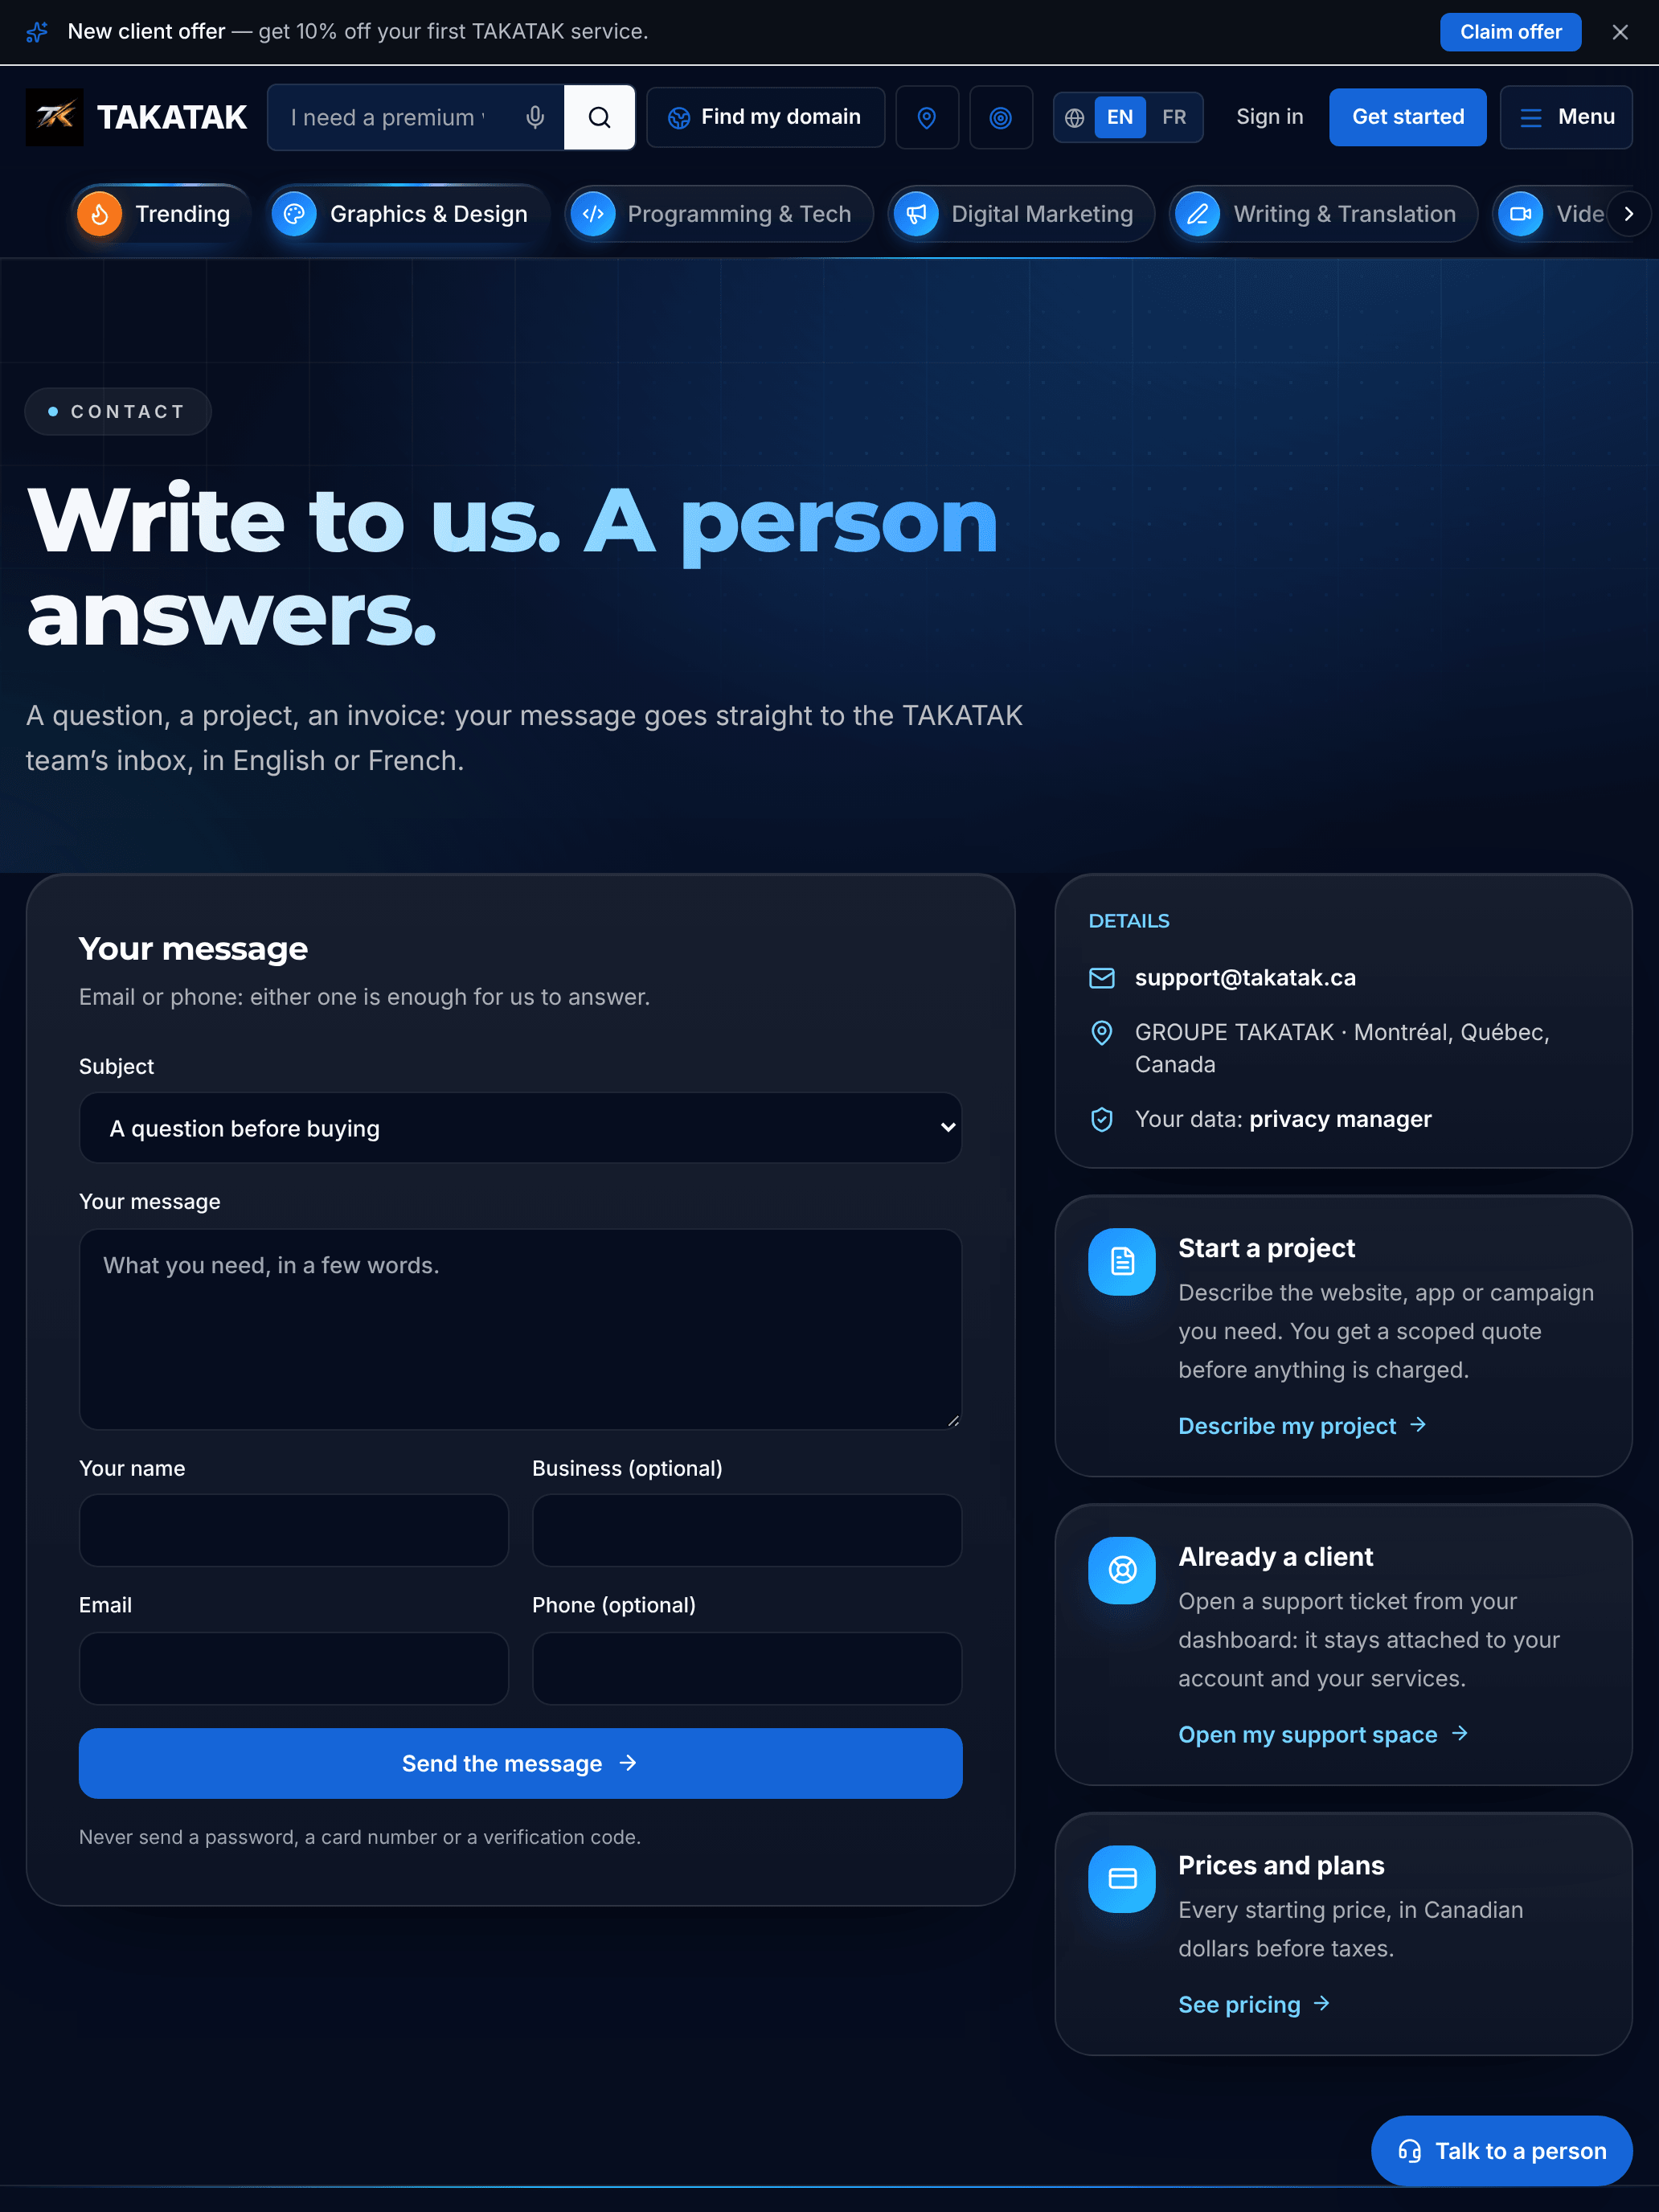 New client offer — get 10% off your first TAKATAK service.
Claim offer
TAKATAK
I need a premium
Find my domain
EN
FR
Sign in
Get started
Menu
Trending
Graphics & Design
Programming & Tech
Digital Marketing
Writing & Translation
Vide
CONTACT
Write to us. A person
answers.
A question, a project, an invoice: your message goes straight to the TAKATAK
team’s inbox, in English or French.
Your message
Email or phone: either one is enough for us to answer.
Subject
A question before buying
Your message
What you need, in a few words.
Your name
Business (optional)
Email
Phone (optional)
Send the message
Never send a password, a card number or a verification code.
DETAILS
support@takatak.ca
GROUPE TAKATAK · Montréal, Québec,
Canada
Your data: privacy manager
Start a project
Describe the website, app or campaign
you need. You get a scoped quote
before anything is charged.
Describe my project
Already a client
Open a support ticket from your
dashboard: it stays attached to your
account and your services.
Open my support space
Prices and plans
Every starting price, in Canadian
dollars before taxes.
See pricing
Talk to a person